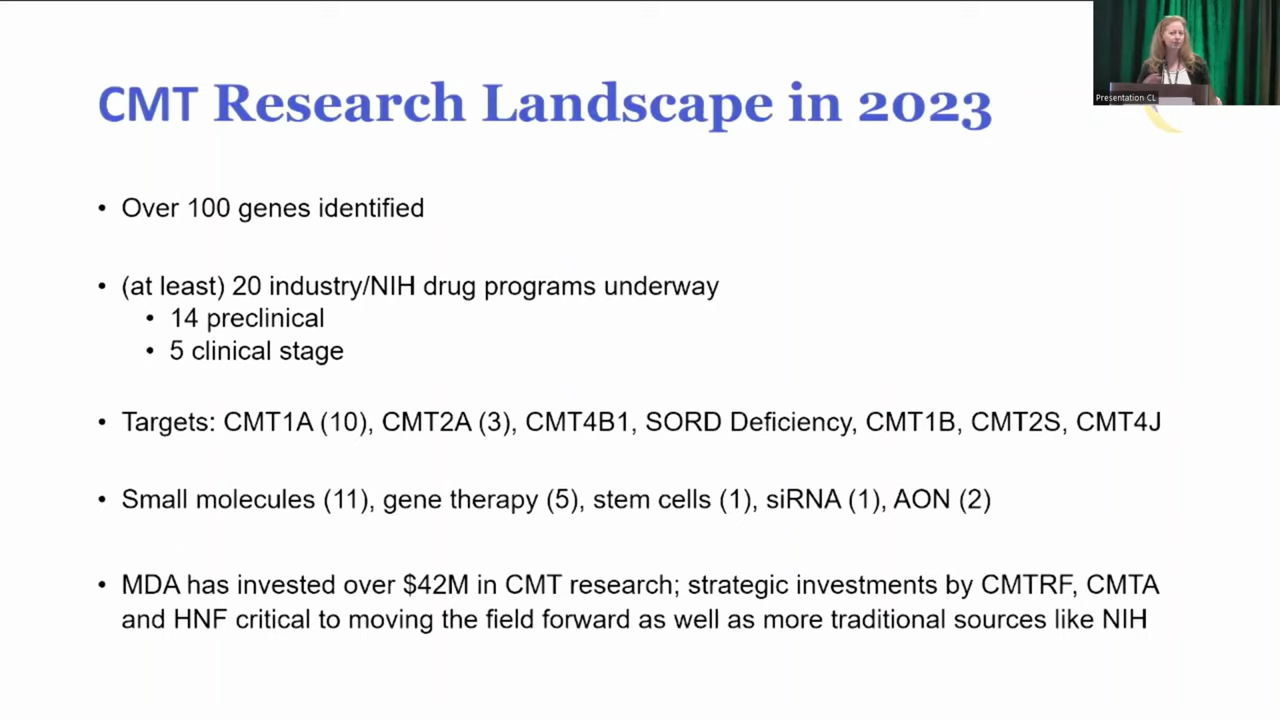 CMT Research Landscape in 2023
Presentation CL
• Over 100 genes identified
• (at least) 20 industry/NIH drug programs underway
• 14 preclinical
• 5 clinical stage
• Targets: CMT1A (10), CMT2A (3), CMT4B1, SORD Deficiency, CMT1B, CMT2S, CMT4J
• Small molecules (11), gene therapy (5), stem cells (1), siRNA (1), AON (2)
• MDA has invested over $42M in CMT research; strategic investments by CMTRF, CMTA
and HNF critical to moving the field forward as well as more traditional sources like NIH